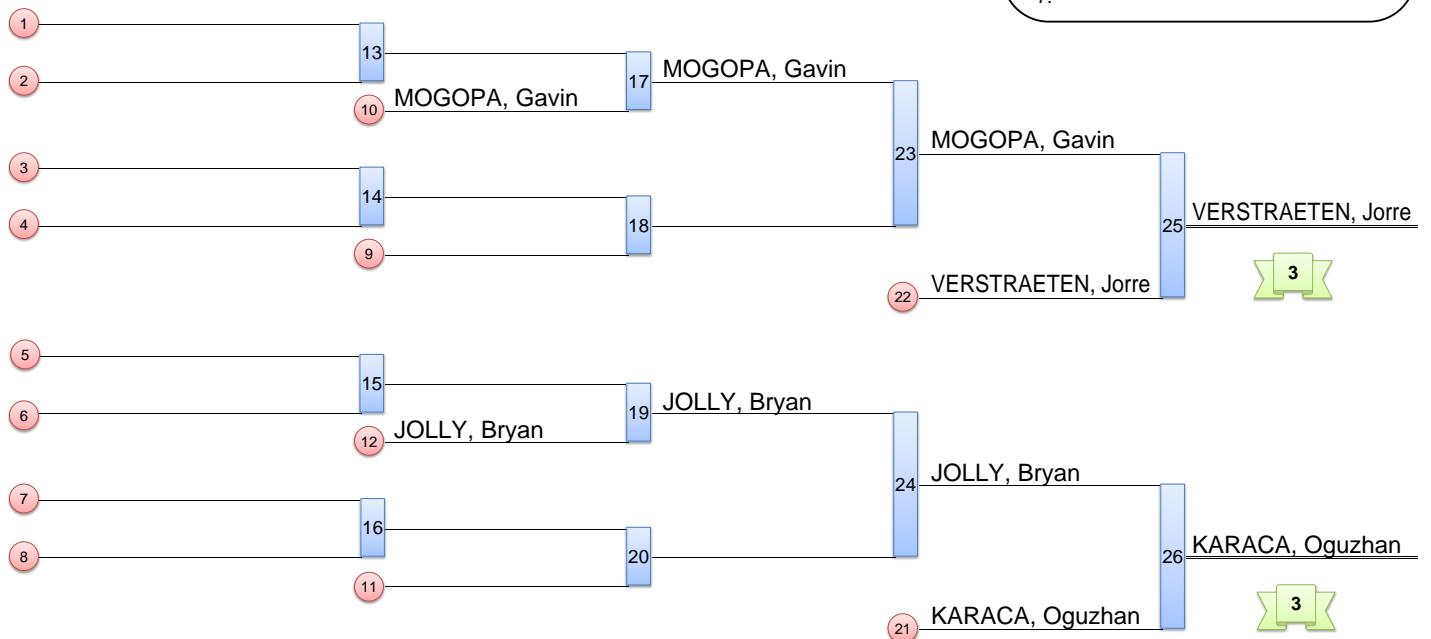 1
13
17
MOGOPA, Gavin
2
10
MOGOPA, Gavin
23
MOGOPA, Gavin
3
14
4
18
25
VERSTRAETEN, Jorre
9
3
22
VERSTRAETEN, Jorre
5
15
6
19
JOLLY, Bryan
12
JOLLY, Bryan
24
JOLLY, Bryan
7
16
8
20
26
KARACA, Oguzhan
11
3
21
KARACA, Oguzhan